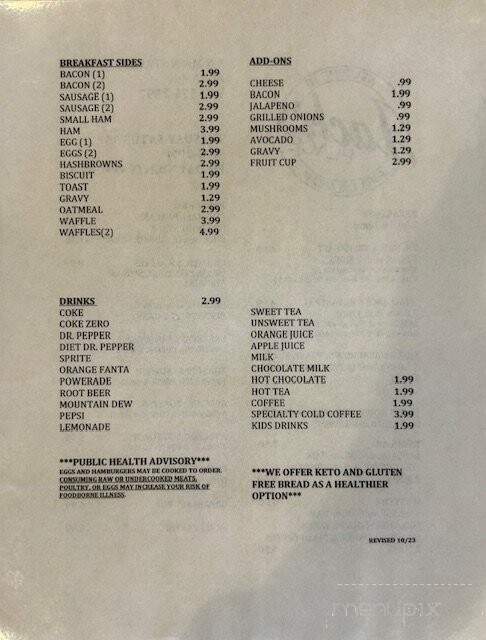 BREAKFAST SIDES
BACON (1) 1.99
BACON (2) 2.99
SAUSAGE (1) 1.99
SAUSAGE (2) 2.99
SMALL HAM 2.99
HAM 3.99
EGG (1) 1.99
EGGS (2) 2.99
HASHBROWNS 2.99
BISCUIT 1.99
TOAST 1.99
GRAVY 1.29
OATMEAL 2.99
WAFFLE 3.99
WAFFLES(2) 4.99
ADD-ONS
CHEESE .99
BACON 1.99
JALAPENO .99
GRILLED ONIONS .99
MUSHROOMS 1.29
AVOCADO 1.29
GRAVY 1.29
FRUIT CUP 2.99
DRINKS 2.99
COKE
COKE ZERO
DR. PEPPER
DIET DR. PEPPER
SPRITE
ORANGE FANTA
POWERADE
ROOT BEER
MOUNTAIN DEW
PEPSI
LEMONADE
SWEET TEA
UNSWEET TEA
ORANGE JUICE
APPLE JUICE
MILK
CHOCOLATE MILK
HOT CHOCOLATE 1.99
HOT TEA 1.99
COFFEE 1.99
SPECIALTY COLD COFFEE 3.99
KIDS DRINKS 1.99
***PUBLIC HEALTH ADVISORY***
EGGS AND HAMBURGERS MAY BE COOKED TO ORDER.
CONSUMING RAW OR UNDERCOOKED MEATS,
POULTRY, OR EGGS MAY INCREASE YOUR RISK OF
FOODBORNE ILLNESS.
***WE OFFER KETO AND GLUTEN
FREE BREAD AS A HEALTHIER
OPTION***
REVISED 10/23
menupix